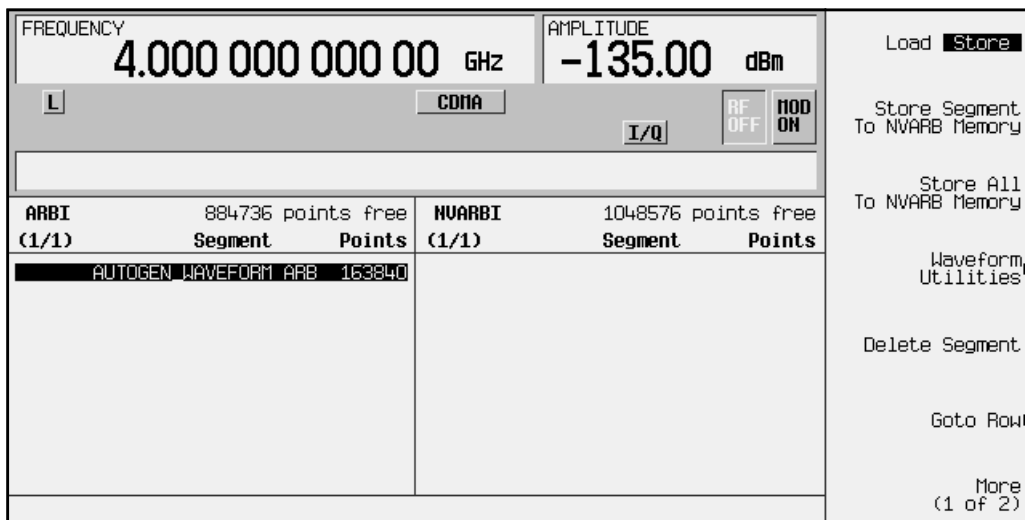 FREQUENCY
4.000 000 000 00 GHz
AMPLITUDE
-135.00 dBm
L
CDMA
I/Q
RF OFF
MOD ON
ARBI 884736 points free
(1/1) Segment Points
AUTOGEN_WAVEFORM ARB 163840
NVARBI 1048576 points free
(1/1) Segment Points
Load Store
Store Segment
To NVARB Memory
Store All
To NVARB Memory
Waveform
Utilities
Delete Segment
Goto Row
More
(1 of 2)